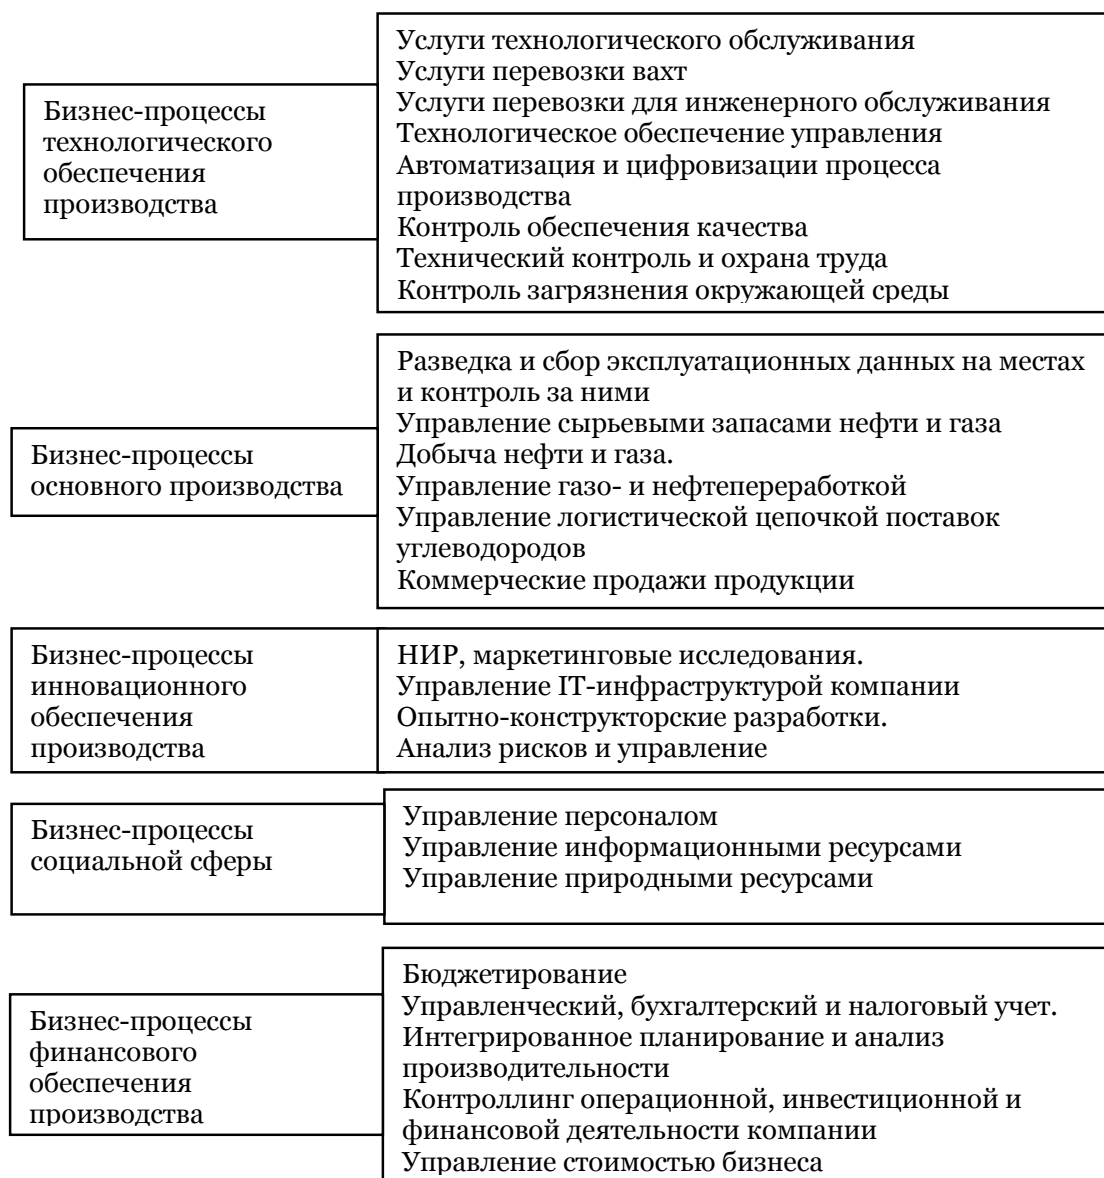 Бизнес-процессы
технологического
обеспечения
производства
Услуги технологического обслуживания
Услуги перевозки вахт
Услуги перевозки для инженерного обслуживания
Технологическое обеспечение управления
Автоматизация и цифровизации процесса
производства
Контроль обеспечения качества
Технический контроль и охрана труда
Контроль загрязнения окружающей среды
Бизнес-процессы
основного производства
Разведка и сбор эксплуатационных данных на местах
и контроль за ними
Управление сырьевыми запасами нефти и газа
Добыча нефти и газа.
Управление газо- и нефтепереработкой
Управление логистической цепочкой поставок
углеводородов
Коммерческие продажи продукции
Бизнес-процессы
инновационного
обеспечения
производства
НИР, маркетинговые исследования.
Управление IT-инфраструктурой компании
Опытно-конструкторские разработки.
Анализ рисков и управление
Бизнес-процессы
социальной сферы
Управление персоналом
Управление информационными ресурсами
Управление природными ресурсами
Бизнес-процессы
финансового
обеспечения
производства
Бюджетирование
Управленческий, бухгалтерский и налоговый учет.
Интегрированное планирование и анализ
производительности
Контроллинг операционной, инвестиционной и
финансовой деятельности компании
Управление стоимостью бизнеса